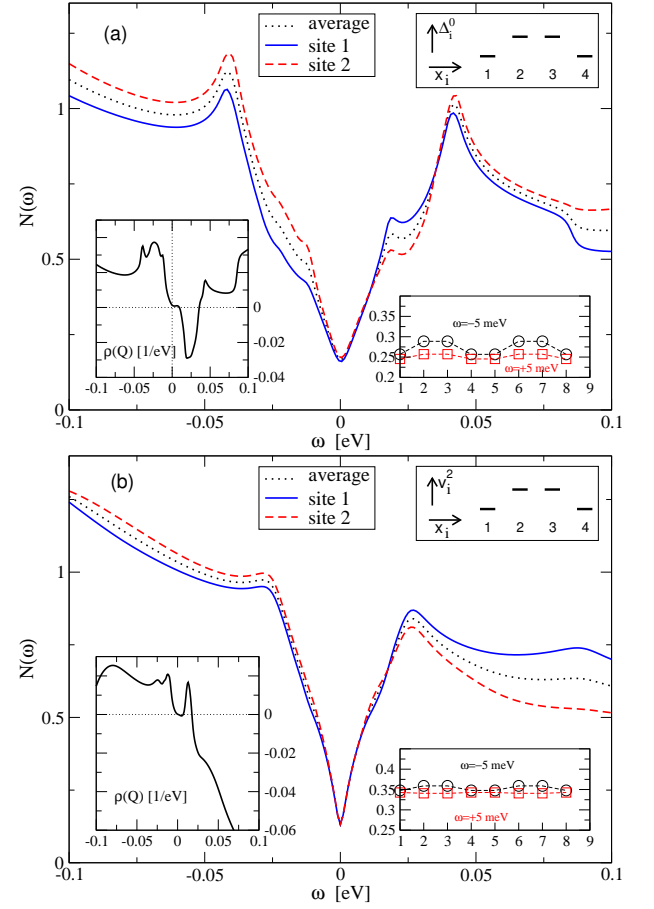 (a)
average
site 1
site 2
Δᵢ⁰
xᵢ
1 2 3 4
N(ω)
1
0.5
0
ρ(Q) [1/eV]
0
-0.02
-0.04
-0.1 -0.05 0 0.05 0.1
ω=−5 meV
ω=+5 meV
0.35
0.3
0.25
0.2
1 2 3 4 5 6 7 8 9
-0.1 -0.05 0 0.05 0.1
ω [eV]
(b)
average
site 1
site 2
vᵢ²
xᵢ
1 2 3 4
N(ω)
1
0.5
0
ρ(Q) [1/eV]
0
-0.02
-0.04
-0.06
-0.1 -0.05 0 0.05 0.1
ω=−5 meV
ω=+5 meV
0.45
0.4
0.35
0.3
0.25
1 2 3 4 5 6 7 8 9
-0.1 -0.05 0 0.05 0.1
ω [eV]